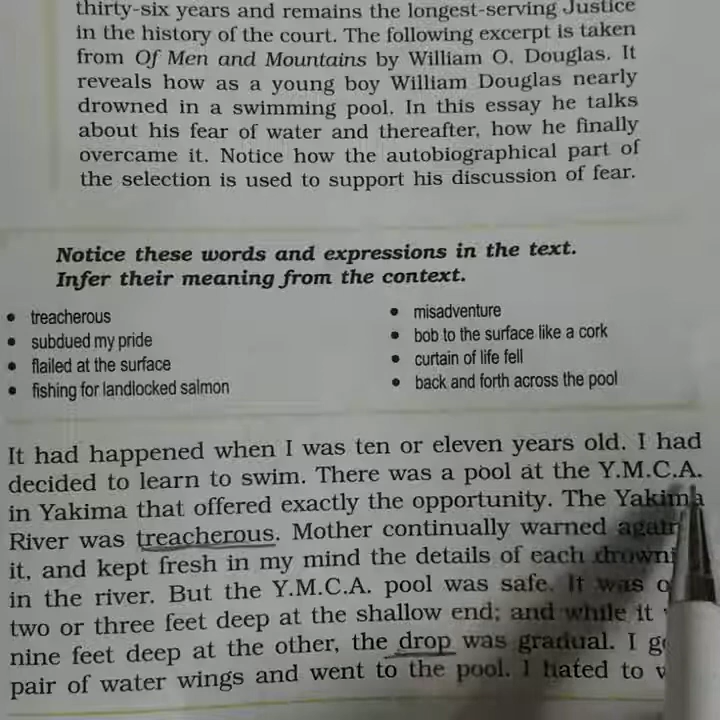 thirty-six years and remains the longest-serving Justice
in the history of the court. The following excerpt is taken
from Of Men and Mountains by William O. Douglas. It
reveals how as a young boy William Douglas nearly
drowned in a swimming pool. In this essay he talks
about his fear of water and thereafter, how he finally
overcame it. Notice how the autobiographical part of
the selection is used to support his discussion of fear.
Notice these words and expressions in the text.
Infer their meaning from the context.
• treacherous
• subdued my pride
• flailed at the surface
• fishing for landlocked salmon
• misadventure
• bob to the surface like a cork
• curtain of life fell
• back and forth across the pool
It had happened when I was ten or eleven years old. I had
decided to learn to swim. There was a pool at the Y.M.C.A.
in Yakima that offered exactly the opportunity. The Yakima
River was treacherous. Mother continually warned
it, and kept fresh in my mind the details of each
in the river. But the Y.M.C.A. pool was safe. It was
two or three feet deep at the shallow end; and while it
nine feet deep at the other, the drop was gradual. I
pair of water wings and went to the pool. I hated to